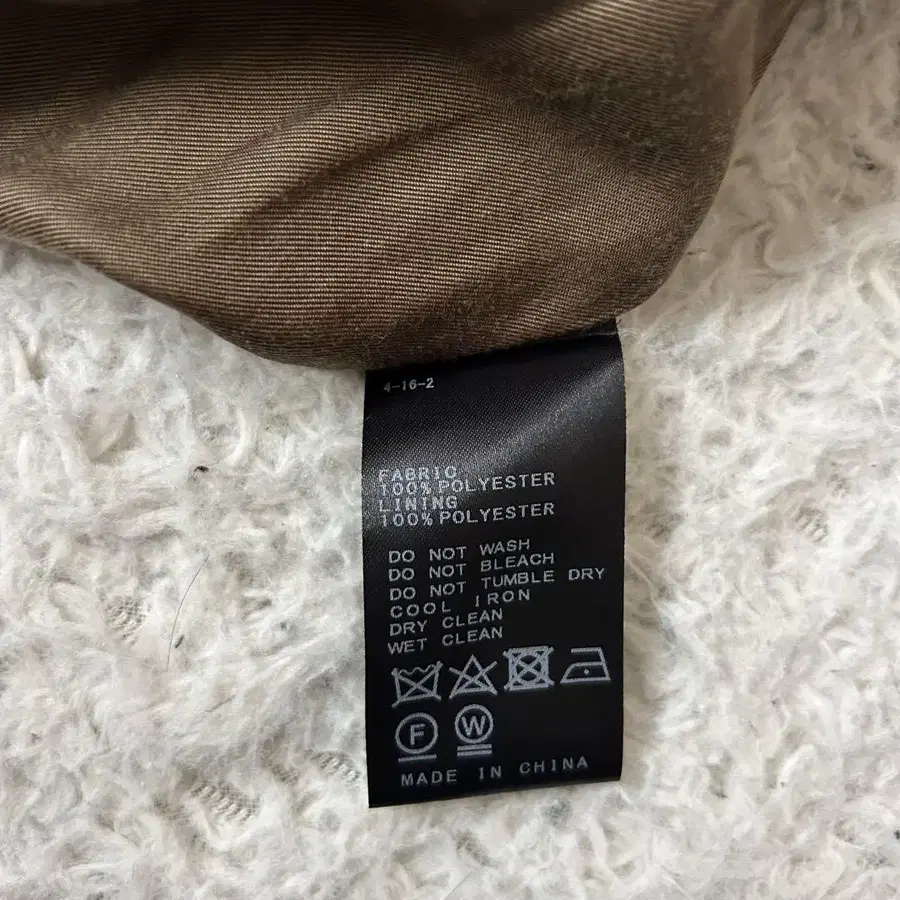 4-16-2
FABRIC
100% POLYESTER
LINING
100% POLYESTER
DO NOT WASH
DO NOT BLEACH
DO NOT TUMBLE DRY
COOL IRON
DRY CLEAN
WET CLEAN
F W
MADE IN CHINA